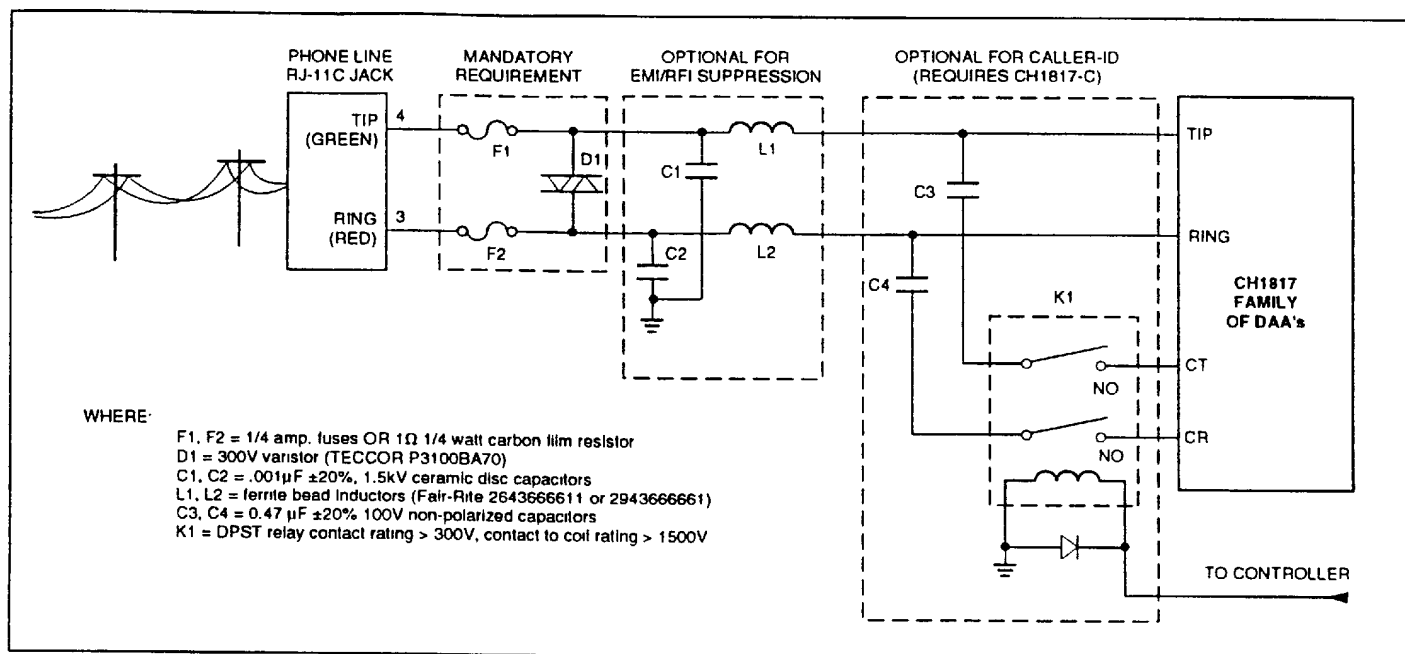 PHONE LINE
RJ-11C JACK
MANDATORY
REQUIREMENT
OPTIONAL FOR
EMI/RFI SUPPRESSION
OPTIONAL FOR CALLER-ID
(REQUIRES CH1817-C)
TIP
(GREEN)
4
F1
D1
C1
L1
C3
TIP
RING
(RED)
3
F2
C2
L2
C4
RING
CH1817
FAMILY
OF DAA's
K1
NO
CT
NO
CR
TO CONTROLLER
WHERE:
F1, F2 = 1/4 amp. fuses OR 1Ω 1/4 watt carbon film resistor
D1 = 300V varistor (TECCOR P3100BA70)
C1, C2 = .001µF ±20%, 1.5kV ceramic disc capacitors
L1, L2 = ferrite bead inductors (Fair-Rite 2643666611 or 2943666661)
C3, C4 = 0.47 µF ±20% 100V non-polarized capacitors
K1 = DPST relay contact rating > 300V, contact to coil rating > 1500V